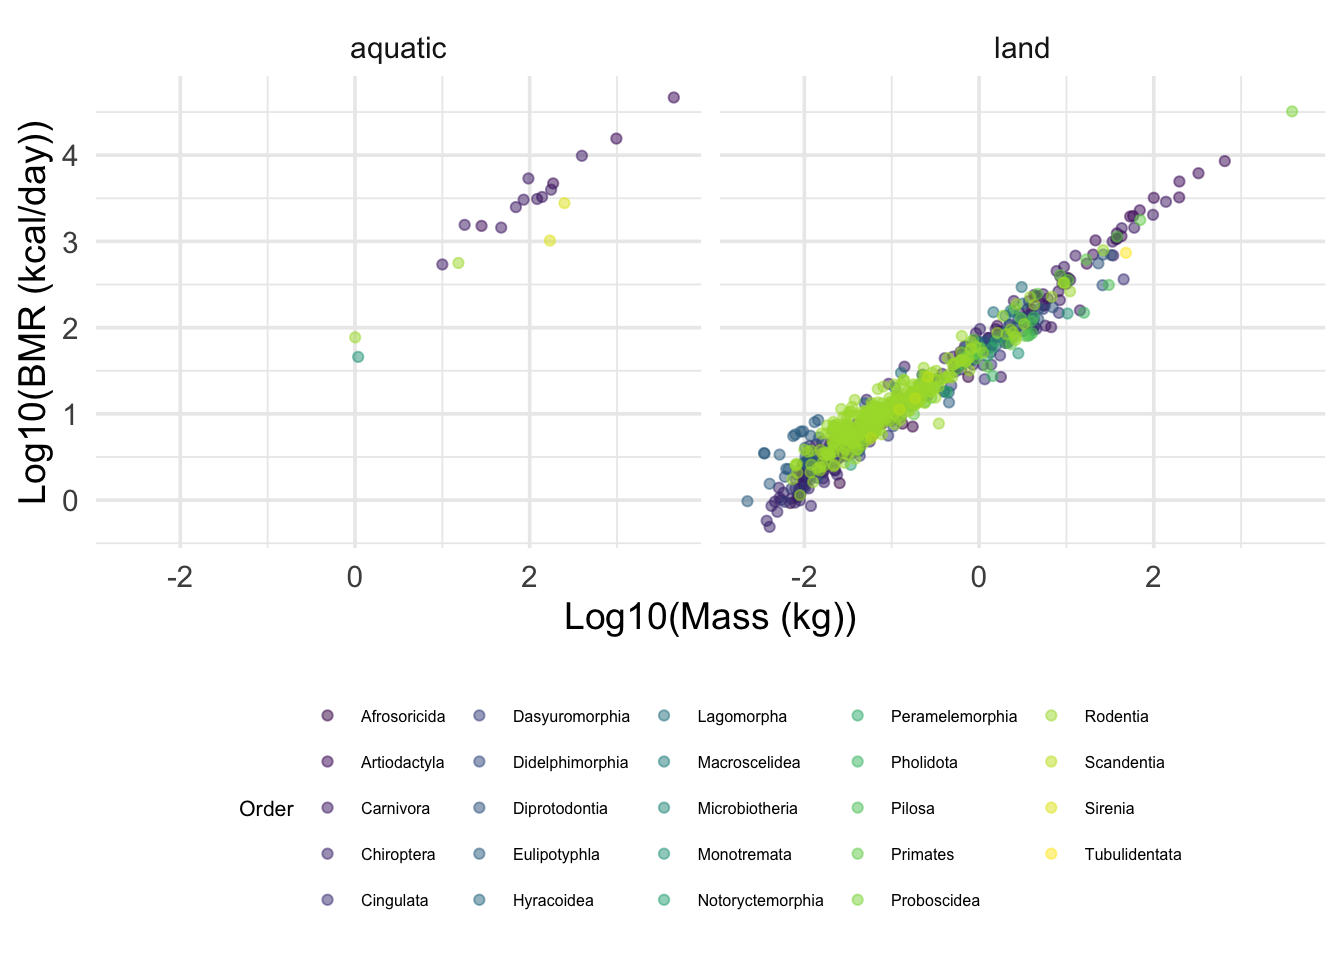 aquatic
land
Log10(BMR (kcal/day))
4
3
2
1
0
-2 0 2
-2 0 2
Log10(Mass (kg))
Order
Afrosoricida Dasyuromorphia Lagomorpha Peramelemorphia Rodentia
Artiodactyla Didelphimorphia Macroscelidea Pholidota Scandentia
Carnivora Diprotodontia Microbiotheria Pilosa Sirenia
Chiroptera Eulipotyphla Monotremata Primates Tubulidentata
Cingulata Hyracoidea Notoryctemorphia Proboscidea